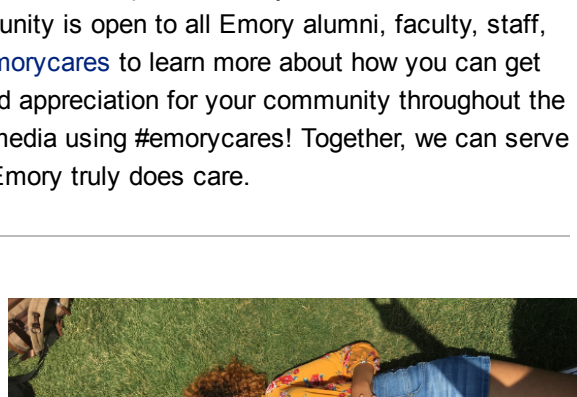 unity is open to all Emory alumni, faculty, staff,
morycares to learn more about how you can get
d appreciation for your community throughout the
media using #emorycares! Together, we can serve
Emory truly does care.